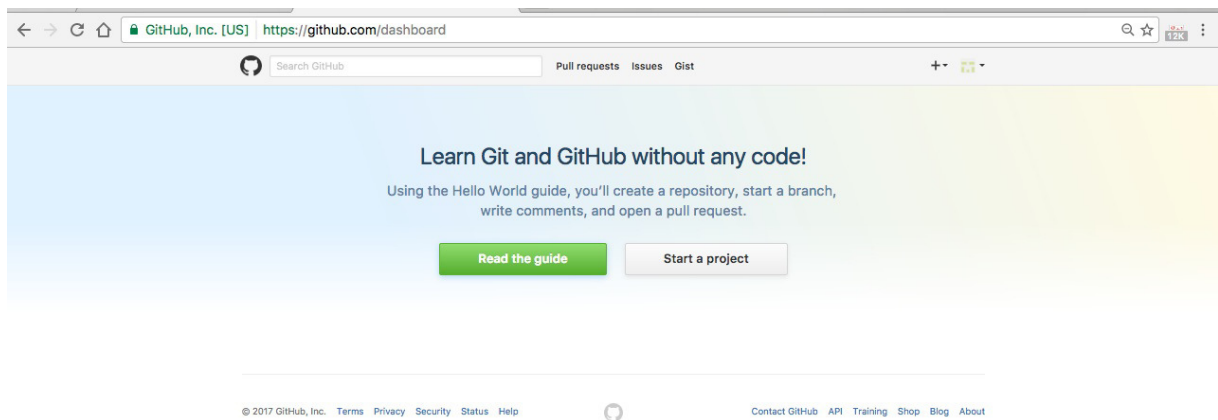 GitHub, Inc. [US] https://github.com/dashboard
12K
Search GitHub Pull requests Issues Gist
Learn Git and GitHub without any code!
Using the Hello World guide, you'll create a repository, start a branch,
write comments, and open a pull request.
Read the guide Start a project
© 2017 GitHub, Inc. Terms Privacy Security Status Help Contact GitHub API Training Shop Blog About